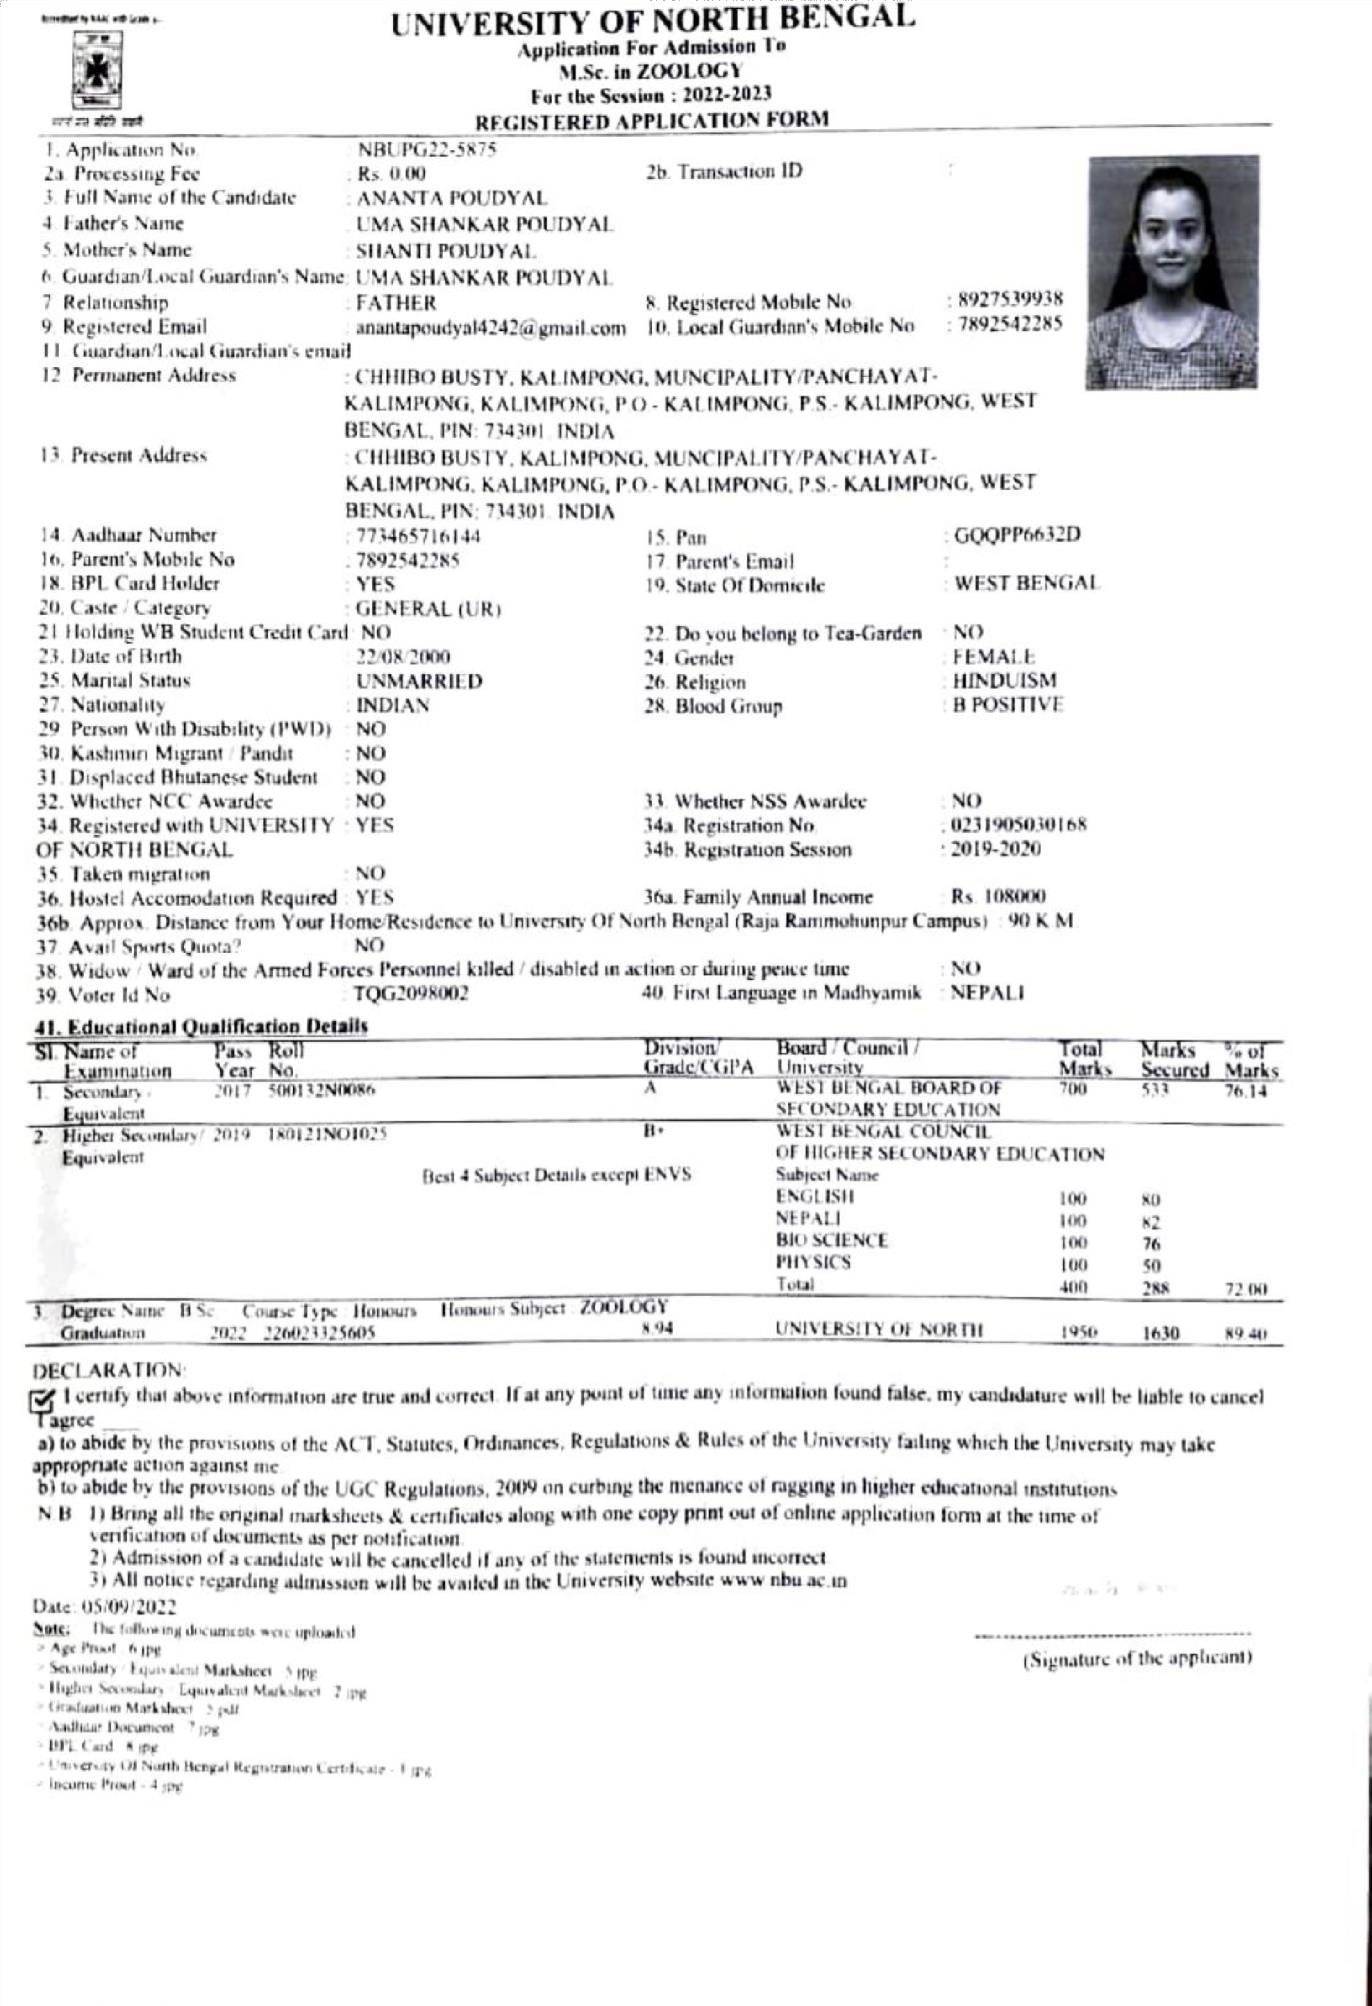 UNIVERSITY OF NORTH BENGAL
Application For Admission To
M.Sc. in ZOOLOGY
For the Session : 2022-2023
REGISTERED APPLICATION FORM
1. Application No. NBUPG22-5875
2a. Processing Fee : Rs. 0.00 2b. Transaction ID :
3. Full Name of the Candidate : ANANTA POUDYAL
4. Father's Name UMA SHANKAR POUDYAL
5. Mother's Name SHANTI POUDYAL
6. Guardian/Local Guardian's Name: UMA SHANKAR POUDYAL
7 Relationship : FATHER 8. Registered Mobile No : 8927539938
9. Registered Email : anantapoudyal4242@gmail.com 10. Local Guardian's Mobile No : 7892542285
11. Guardian/Local Guardian's email
12 Permanent Address : CHHIBO BUSTY, KALIMPONG, MUNCIPALITY/PANCHAYAT-
KALIMPONG, KALIMPONG, P.O - KALIMPONG, P.S.- KALIMPONG, WEST
BENGAL, PIN: 734301 INDIA
13. Present Address : CHHIBO BUSTY, KALIMPONG, MUNCIPALITY/PANCHAYAT-
KALIMPONG, KALIMPONG, P.O.- KALIMPONG, P.S.- KALIMPONG, WEST
BENGAL, PIN: 734301. INDIA
14. Aadhaar Number : 773465716144 15. Pan : GQQPP6632D
16. Parent's Mobile No : 7892542285 17. Parent's Email :
18. BPL Card Holder : YES 19. State Of Domicile : WEST BENGAL
20. Caste / Category : GENERAL (UR)
21 Holding WB Student Credit Card : NO 22. Do you belong to Tea-Garden : NO
23. Date of Birth : 22/08/2000 24. Gender : FEMALE
25. Marital Status UNMARRIED 26. Religion : HINDUISM
27. Nationality : INDIAN 28. Blood Group : B POSITIVE
29 Person With Disability (PWD) NO
30. Kashmiri Migrant / Pandit : NO
31. Displaced Bhutanese Student : NO
32. Whether NCC Awardee NO 33. Whether NSS Awardee : NO
34. Registered with UNIVERSITY : YES 34a. Registration No. : 0231905030168
OF NORTH BENGAL 34b. Registration Session : 2019-2020
35. Taken migration : NO
36. Hostel Accomodation Required : YES 36a. Family Annual Income Rs. 108000
36b. Approx. Distance from Your Home/Residence to University Of North Bengal (Raja Rammohunpur Campus) : 90 K M
37. Avail Sports Quota? NO
38. Widow / Ward of the Armed Forces Personnel killed / disabled in action or during peace time : NO
39. Voter Id No : TQG2098002 40. First Language in Madhyamik : NEPALI
41. Educational Qualification Details
Sl. Name of Pass Roll Division/ Board / Council / Total Marks % of
Examination Year No. Grade/CGPA University Marks Secured Marks
1. Secondary / 2017 500132N0086 A WEST BENGAL BOARD OF 700 533 76.14
Equivalent SECONDARY EDUCATION
2. Higher Secondary/ 2019 180121NO1025 B+ WEST BENGAL COUNCIL
Equivalent OF HIGHER SECONDARY EDUCATION
Best 4 Subject Details except ENVS Subject Name
ENGLISH 100 80
NEPALI 100 82
BIO SCIENCE 100 76
PHYSICS 100 50
Total 400 288 72.00
3. Degree Name B Sc Course Type : Honours Honours Subject : ZOOLOGY
Graduation 2022 226023325605 8.94 UNIVERSITY OF NORTH 1950 1630 89.40
DECLARATION:
I certify that above information are true and correct. If at any point of time any information found false, my candidature will be liable to cancel
I agree
a) to abide by the provisions of the ACT, Statutes, Ordinances, Regulations & Rules of the University failing which the University may take
appropriate action against me
b) to abide by the provisions of the UGC Regulations, 2009 on curbing the menance of ragging in higher educational institutions
N B 1) Bring all the original marksheets & certificates along with one copy print out of online application form at the time of
verification of documents as per notification.
2) Admission of a candidate will be cancelled if any of the statements is found incorrect
3) All notice regarding admission will be availed in the University website www nbu ac.in
Date: 05/09/2022
Note: The following documents were uploaded
> Age Proof 6 jpg
> Secondary / Equivalent Marksheet 5 jpg
> Higher Secondary / Equivalent Marksheet 2 jpg
> Graduation Marksheet 5 pdf
Aadhaar Document 7 jpg
> BPL Card 8 jpg
> University Of North Bengal Registration Certificate - 1 jpg
> Income Proof - 4 jpg
(Signature of the applicant)